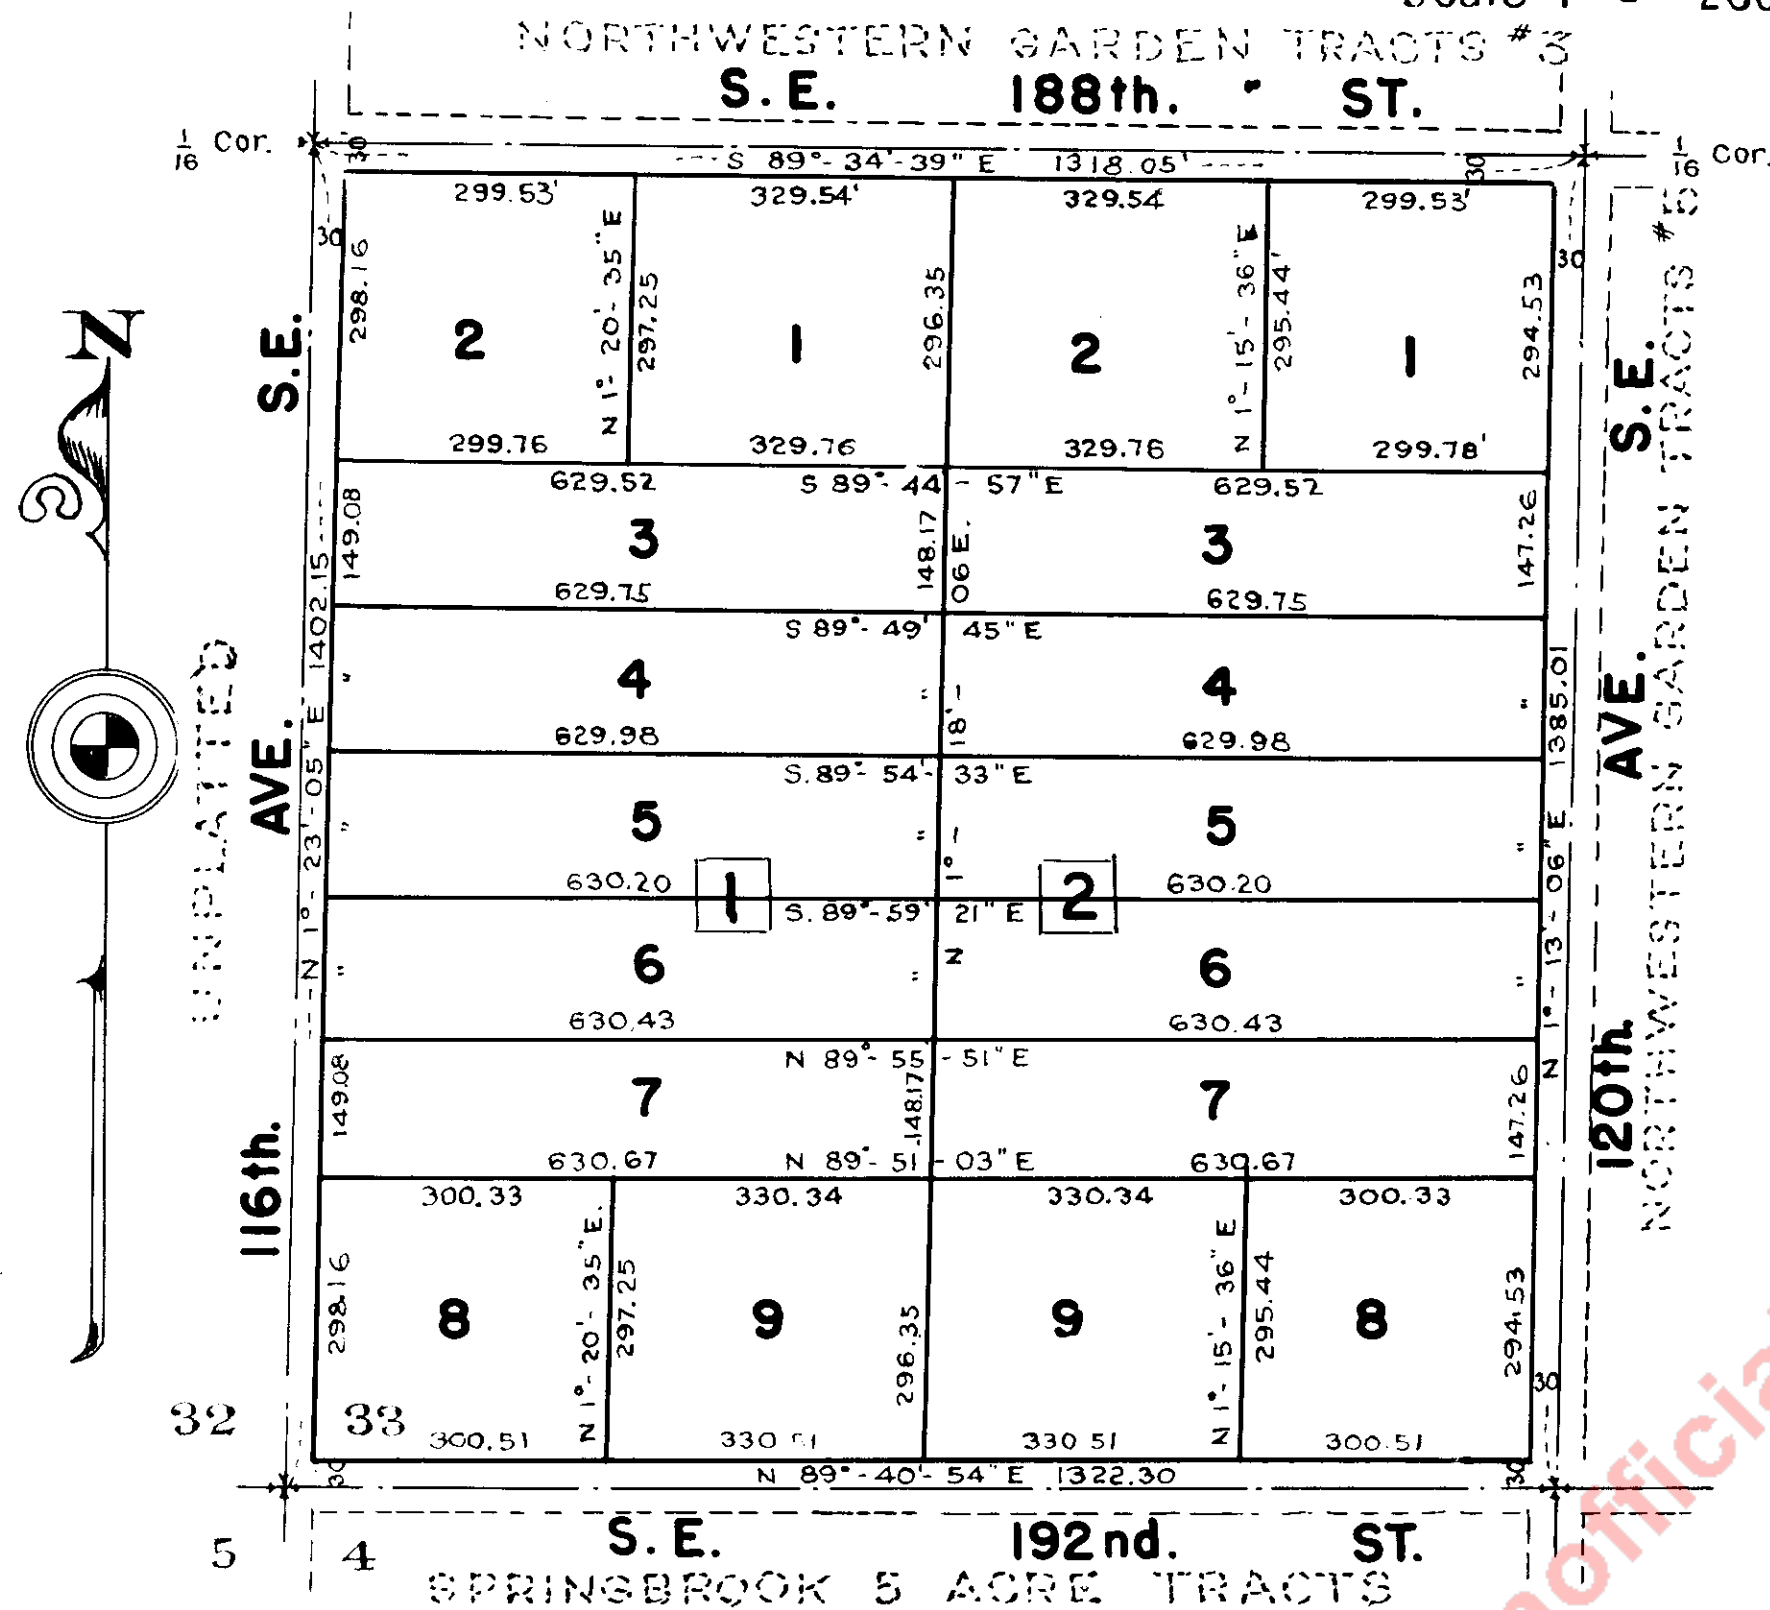 NORTHWESTERN GARDEN TRACTS #3
S.E. 188th. ST.
1/16 Cor.
30'
S 89°-34'-39" E 1318.05'
30
1/16 Cor.
299.53' 329.54' 329.54 299.53'
30
298.16
N 1°-20'-35" E
297.25
296.35
N 1°-15'-36" E
295.44'
294.53
30
2 1 2 1
299.76 329.76 329.76 299.78'
629.52 S 89°-44'-57" E 629.52
149.08
3
148.17
3
147.26
629.75 629.75
S 89°-49' 45" E
" 4 " 4 "
629.98 629.98
S. 89°-54'-33" E
" 5 " 5 "
630.20 1 2 630.20
S. 89°-59' 21" E
" 6 " 6 "
630.43 630.43
N 89°-55'-51" E
149.08
7
148.17
7
147.26
630.67 N 89°-51'-03" E 630.67
300.33 330.34 330.34 300.33
298.16
N 1°-20'-35" E.
297.25
296.35
N 1°-15'-36" E
295.44
294.53
8 9 9 8
30
300.51 330 51 330 51 300.51
30
N 89°-40'-54" E 1322.30
30
N 1°-18'-06 E.
N 1°-23'-05" E 1402.15
N 1°-13'-06" E 1385.01
116th. AVE. S.E.
UNPLATTED
120th. AVE. S.E.
NORTHWESTERN GARDEN TRACTS #5
N
32 33
5 4
S.E. 192nd. ST.
SPRINGBROOK 5 ACRE TRACTS